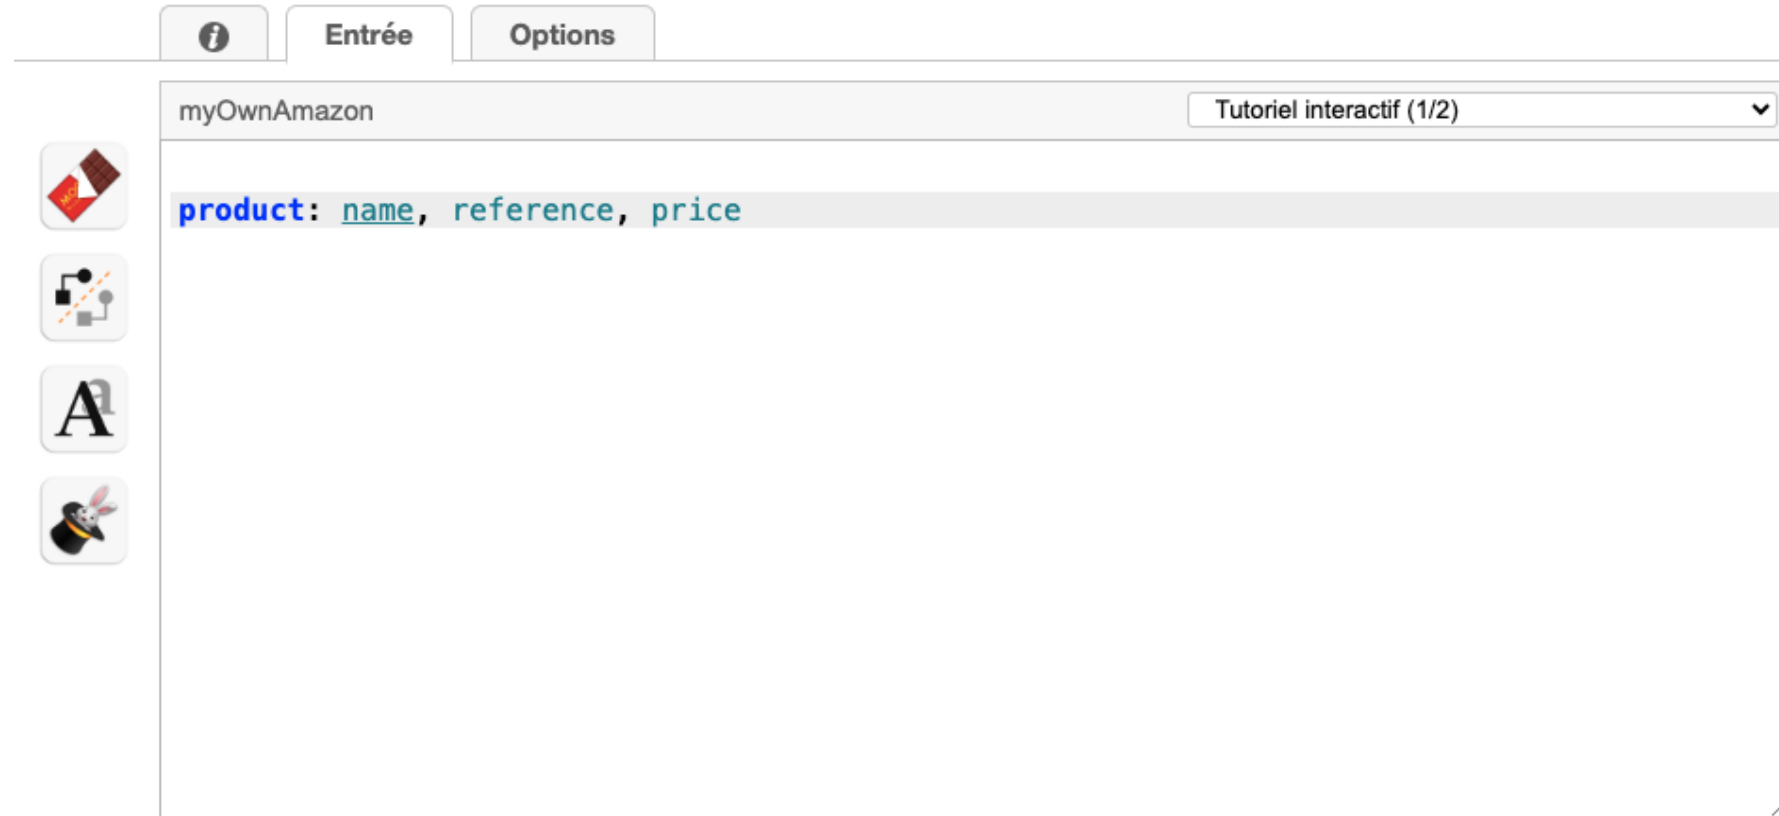 Entrée
Options
myOwnAmazon
Tutoriel interactif (1/2)
product: name, reference, price